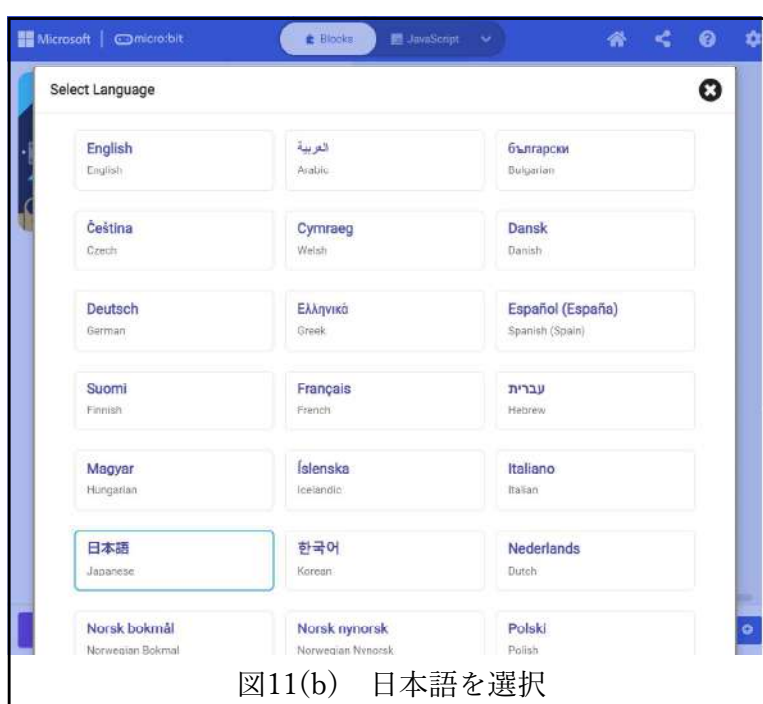 Microsoft | micro:bit Blocks JavaScript
Select Language
English العربية български
English Arabic Bulgarian
Čeština Cymraeg Dansk
Czech Welsh Danish
Deutsch Ελληνικά Español (España)
German Greek Spanish (Spain)
Suomi Français עברית
Finnish French Hebrew
Magyar Íslenska Italiano
Hungarian Icelandic Italian
日本語 한국어 Nederlands
Japanese Korean Dutch
Norsk bokmål Norsk nynorsk Polski
Norwegian Bokmal Norwegian Nynorsk Polish
図11(b) 日本語を選択